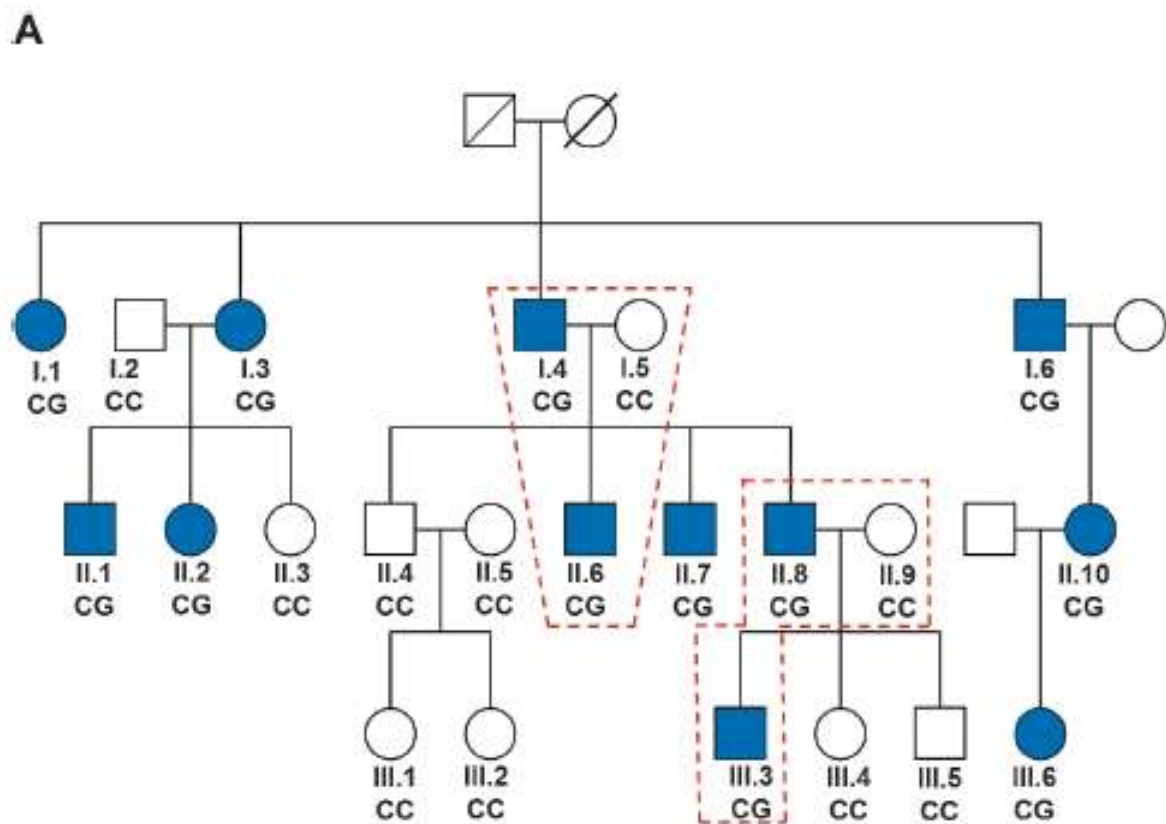 A
I.1 I.2 I.3 I.4 I.5 I.6
CG CC CG CG CC CG
II.1 II.2 II.3 II.4 II.5 II.6 II.7 II.8 II.9 II.10
CG CG CC CC CC CG CG CG CC CG
III.1 III.2 III.3 III.4 III.5 III.6
CC CC CG CC CC CG